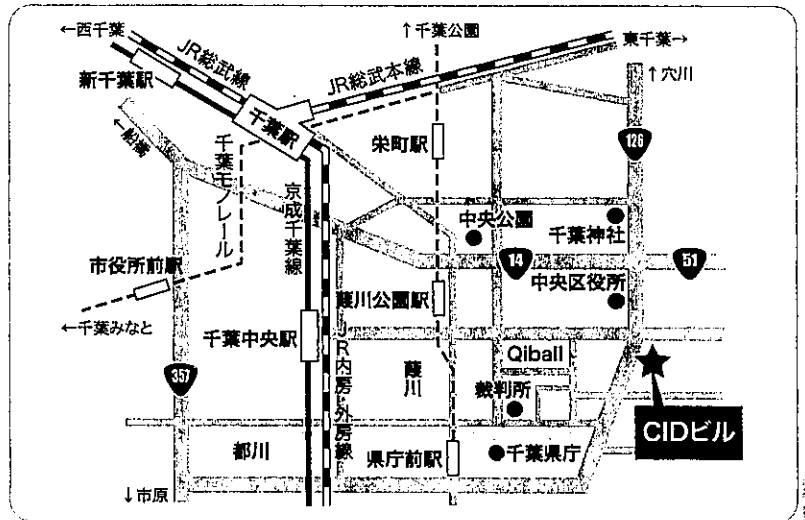 ←西千葉
JR総武線
↑千葉公園
東千葉→
新千葉駅
JR総武本線
↑穴川
千葉駅
←船橋
千葉モノレール
栄町駅
126
京成千葉線
中央公園
千葉神社
14
51
市役所前駅
中央区役所
葭川公園駅
←千葉みなと
千葉中央駅
JR内房・外房線
Qiball
357
葭川
裁判所
CIDビル
都川
県庁前駅
千葉県庁
↓市原